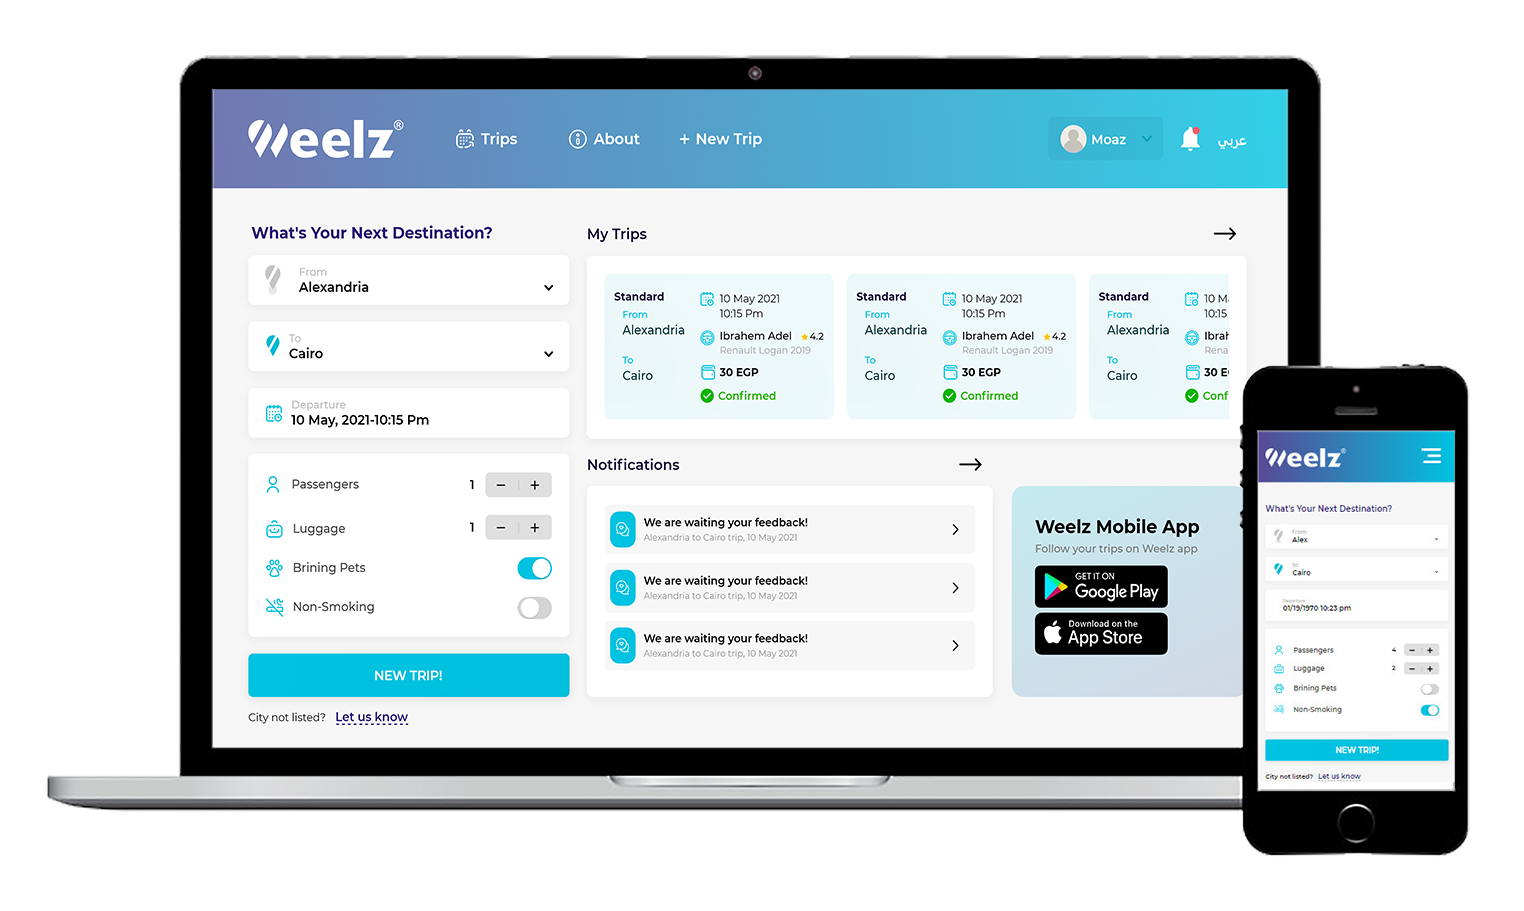 Weelz®
Trips
About
+ New Trip
Moaz
عربي
What's Your Next Destination?
From
Alexandria
To
Cairo
Departure
10 May, 2021-10:15 Pm
Passengers 1 − +
Luggage 1 − +
Brining Pets
Non-Smoking
NEW TRIP!
City not listed? Let us know
My Trips
Standard
From
Alexandria
To
Cairo
10 May 2021
10:15 Pm
Ibrahem Adel 4.2
Renault Logan 2019
30 EGP
Confirmed
Standard
From
Alexandria
To
Cairo
10 May 2021
10:15 Pm
Ibrahem Adel 4.2
Renault Logan 2019
30 EGP
Confirmed
Standard
From
Alexandria
To
Cairo
10 M
10:15
Ibrah
Rena
30 E
Conf
Notifications
We are waiting your feedback!
Alexandria to Cairo trip, 10 May 2021
We are waiting your feedback!
Alexandria to Cairo trip, 10 May 2021
We are waiting your feedback!
Alexandria to Cairo trip, 10 May 2021
Weelz Mobile App
Follow your trips on Weelz app
GET IT ON
Google Play
Download on the
App Store
Weelz®
What's Your Next Destination?
From
Alex
To
Cairo
Departure
01/19/1970 10:23 pm
Passengers 4 − +
Luggage 2 − +
Brining Pets
Non-Smoking
NEW TRIP!
City not listed? Let us know